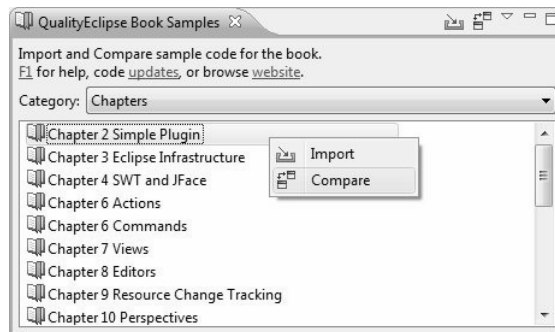 QualityEclipse Book Samples
Import and Compare sample code for the book.
F1 for help, code updates, or browse website.
Category: Chapters
Chapter 2 Simple Plugin
Chapter 3 Eclipse Infrastructure
Import
Chapter 4 SWT and JFace
Compare
Chapter 6 Actions
Chapter 6 Commands
Chapter 7 Views
Chapter 8 Editors
Chapter 9 Resource Change Tracking
Chapter 10 Perspectives